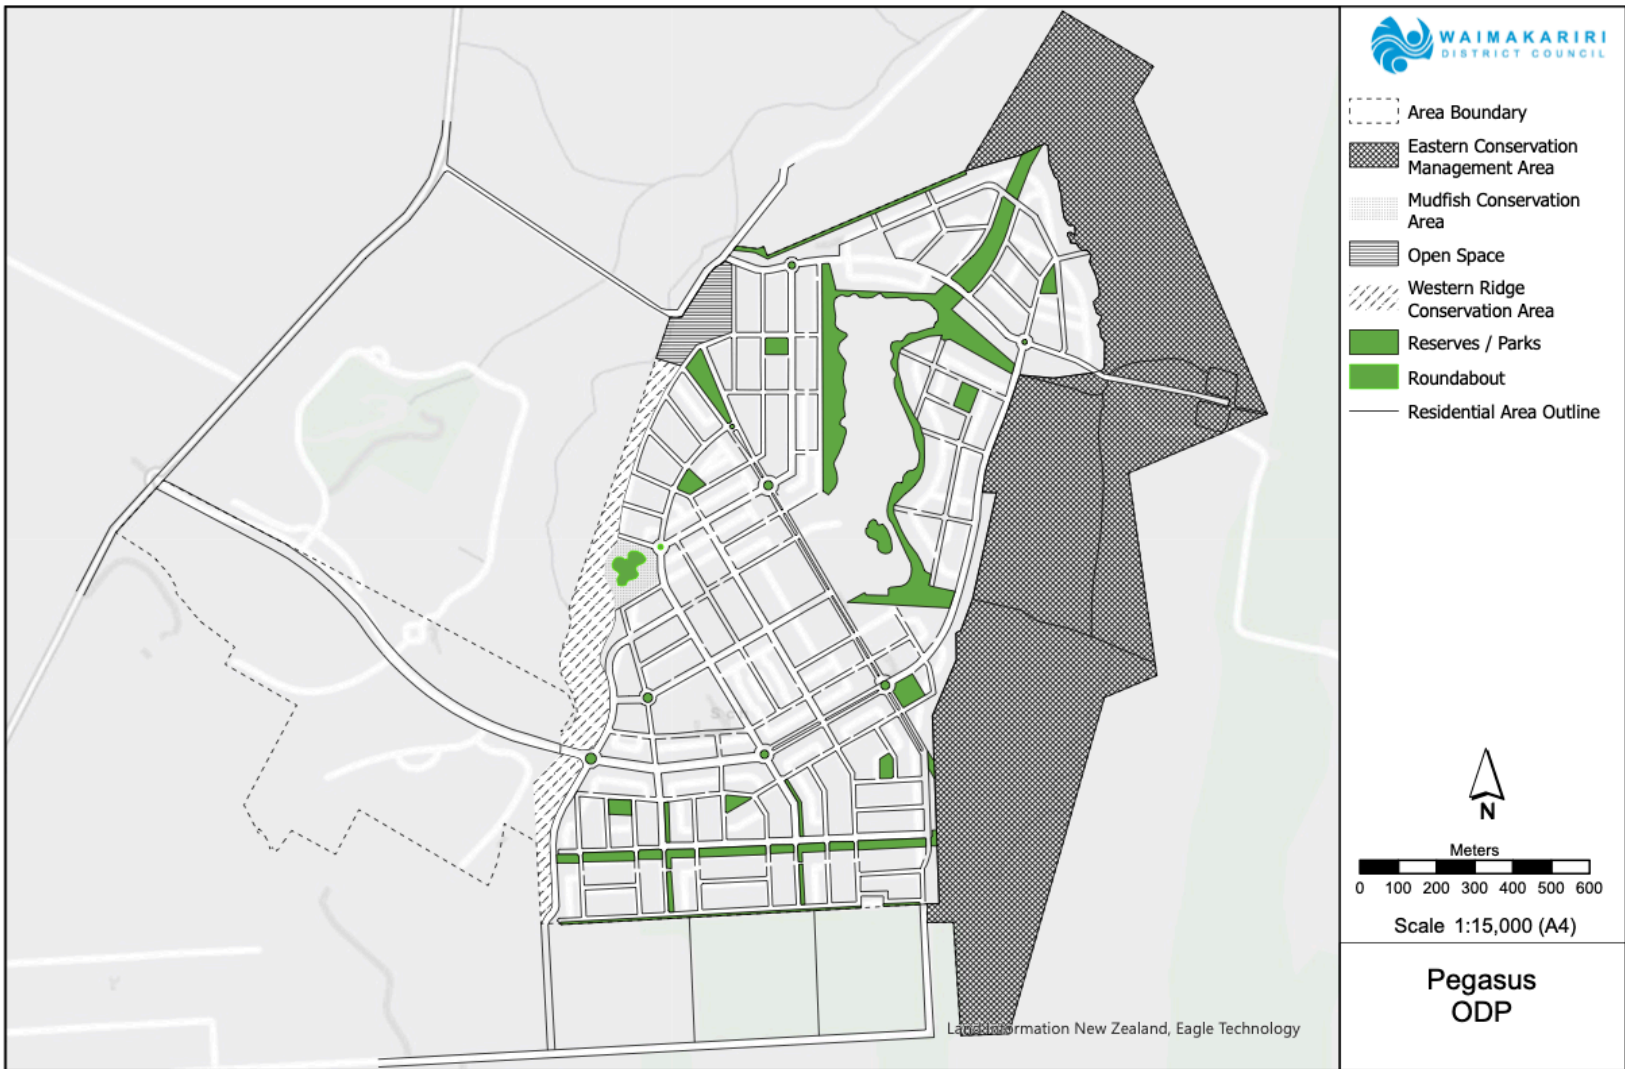 WAIMAKARIRI
DISTRICT COUNCIL
Area Boundary
Eastern Conservation
Management Area
Mudfish Conservation
Area
Open Space
Western Ridge
Conservation Area
Reserves / Parks
Roundabout
Residential Area Outline
N
Meters
0 100 200 300 400 500 600
Scale 1:15,000 (A4)
Pegasus
ODP
Land Information New Zealand, Eagle Technology